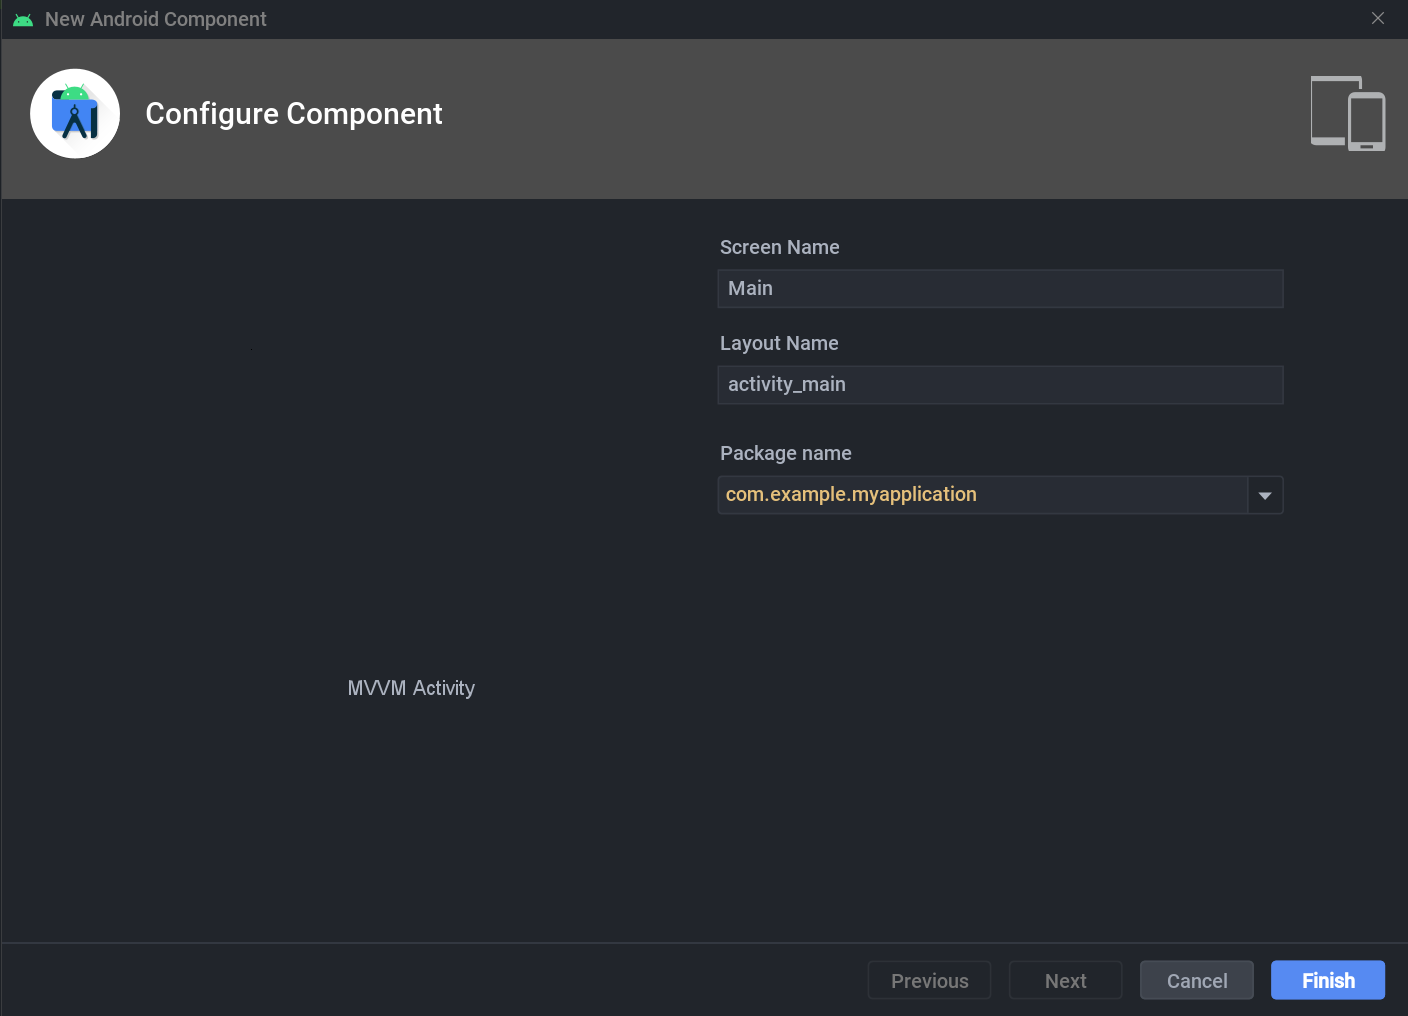 New Android Component
Configure Component
Screen Name
Main
Layout Name
activity_main
Package name
com.example.myapplication
MVVM Activity
Previous
Next
Cancel
Finish